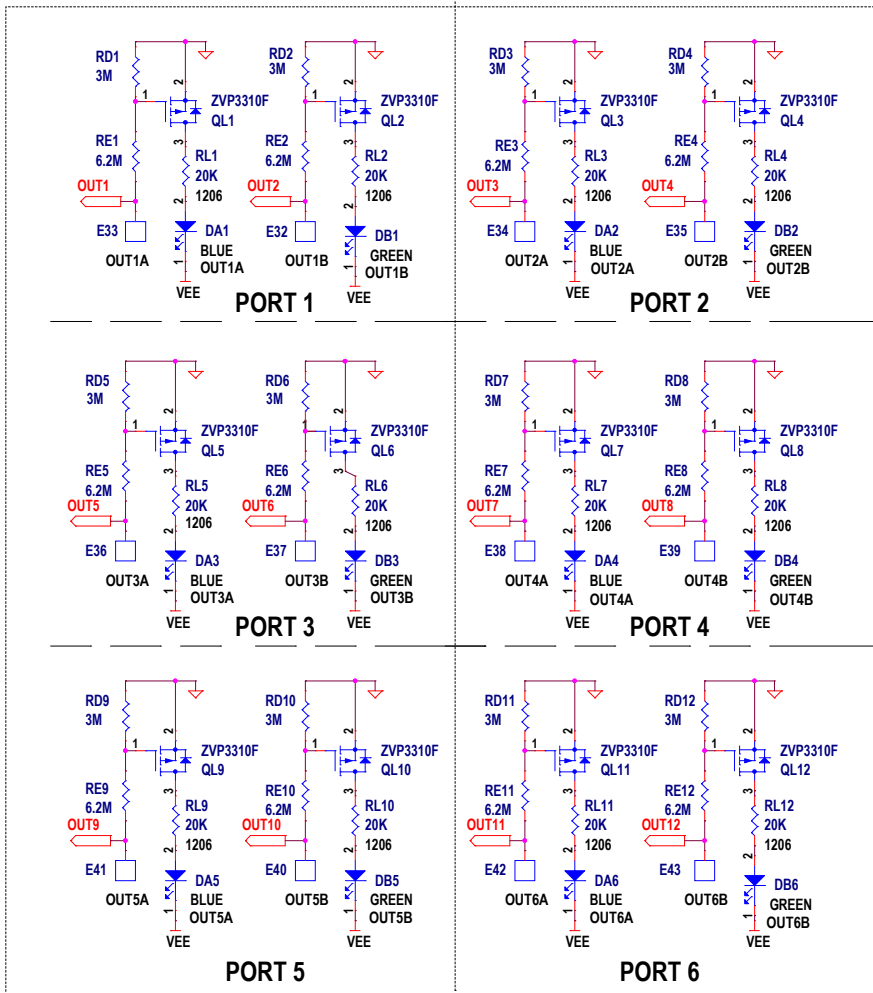 RD1
3M
2
1
ZVP3310F
QL1
RE1
6.2M
3
RL1
20K
1206
OUT1
2
E33
DA1
BLUE
OUT1A
OUT1A
1
VEE
RD2
3M
2
1
ZVP3310F
QL2
RE2
6.2M
3
RL2
20K
1206
OUT2
2
E32
DB1
GREEN
OUT1B
OUT1B
1
VEE
PORT 1
RD3
3M
2
1
ZVP3310F
QL3
RE3
6.2M
3
RL3
20K
1206
OUT3
2
E34
DA2
BLUE
OUT2A
OUT2A
1
VEE
RD4
3M
2
1
ZVP3310F
QL4
RE4
6.2M
3
RL4
20K
1206
OUT4
2
E35
DB2
GREEN
OUT2B
OUT2B
1
VEE
PORT 2
RD5
3M
2
1
ZVP3310F
QL5
RE5
6.2M
3
RL5
20K
1206
OUT5
2
E36
DA3
BLUE
OUT3A
OUT3A
1
VEE
RD6
3M
2
1
ZVP3310F
QL6
RE6
6.2M
3
RL6
20K
1206
OUT6
2
E37
DB3
GREEN
OUT3B
OUT3B
1
VEE
PORT 3
RD7
3M
2
1
ZVP3310F
QL7
RE7
6.2M
3
RL7
20K
1206
OUT7
2
E38
DA4
BLUE
OUT4A
OUT4A
1
VEE
RD8
3M
2
1
ZVP3310F
QL8
RE8
6.2M
3
RL8
20K
1206
OUT8
2
E39
DB4
GREEN
OUT4B
OUT4B
1
VEE
PORT 4
RD9
3M
2
1
ZVP3310F
QL9
RE9
6.2M
3
RL9
20K
1206
OUT9
2
E41
DA5
BLUE
OUT5A
OUT5A
1
VEE
RD10
3M
2
1
ZVP3310F
QL10
RE10
6.2M
3
RL10
20K
1206
OUT10
2
E40
DB5
GREEN
OUT5B
OUT5B
1
VEE
PORT 5
RD11
3M
2
1
ZVP3310F
QL11
RE11
6.2M
3
RL11
20K
1206
OUT11
2
E42
DA6
BLUE
OUT6A
OUT6A
1
VEE
RD12
3M
2
1
ZVP3310F
QL12
RE12
6.2M
3
RL12
20K
1206
OUT12
2
E43
DB6
GREEN
OUT6B
OUT6B
1
VEE
PORT 6